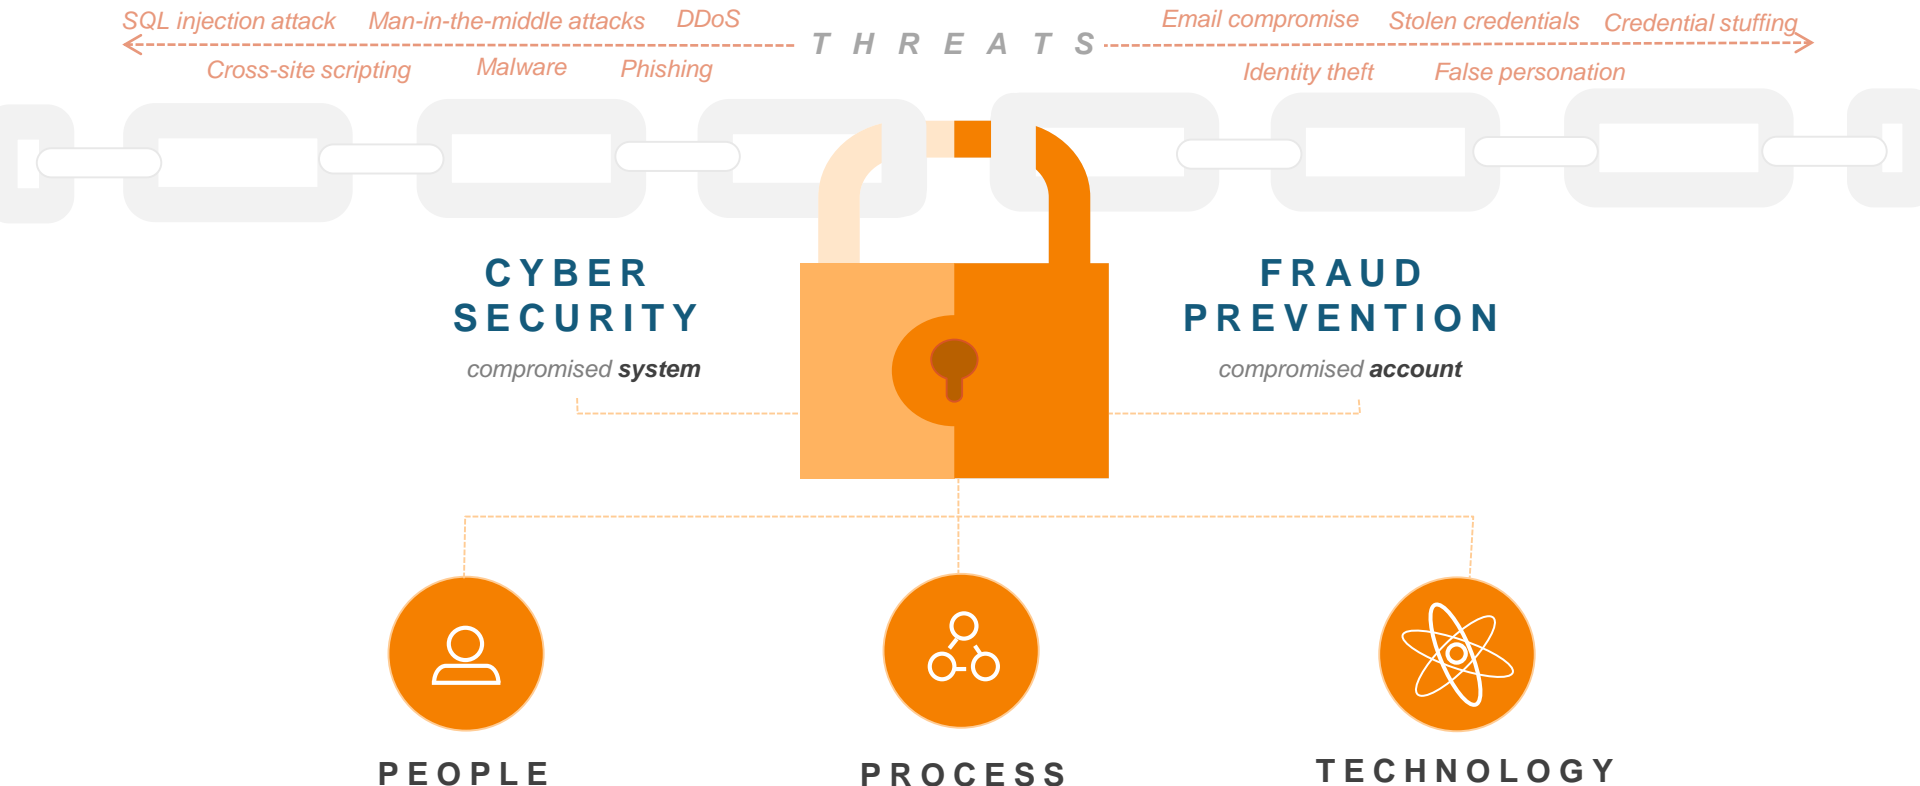 SQL injection attack Man-in-the-middle attacks DDoS
Email compromise Stolen credentials Credential stuffing
THREATS
Cross-site scripting Malware Phishing
Identity theft False personation
CYBER
SECURITY
compromised system
FRAUD
PREVENTION
compromised account
PEOPLE
PROCESS
TECHNOLOGY